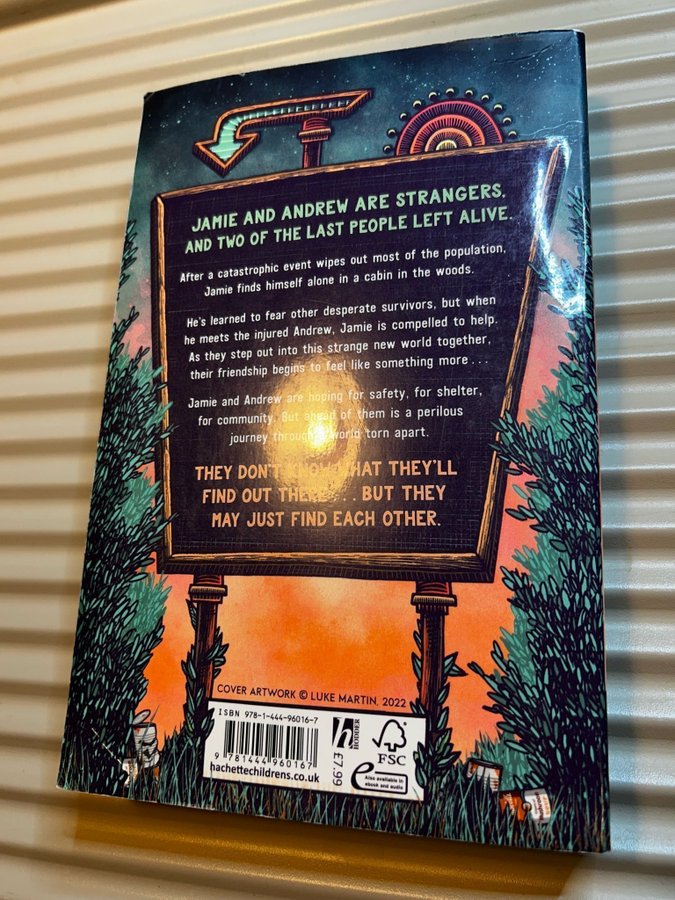 JAMIE AND ANDREW ARE STRANGERS.
AND TWO OF THE LAST PEOPLE LEFT ALIVE.
After a catastrophic event wipes out most of the population,
Jamie finds himself alone in a cabin in the woods.
He's learned to fear other desperate survivors, but when
he meets the injured Andrew, Jamie is compelled to help.
As they step out into this strange new world together,
their friendship begins to feel like something more . . .
Jamie and Andrew are hoping for safety, for shelter,
for community. But ahead of them is a perilous
journey through world torn apart.
THEY DON'T KNOW WHAT THEY'LL
FIND OUT THERE . . . BUT THEY
MAY JUST FIND EACH OTHER.
COVER ARTWORK © LUKE MARTIN, 2022
ISBN 978-1-444-96016-7
9 781444 960167
hachettechildrens.co.uk
h
HODDER
£7.99
FSC
e
Also available in
ebook and audio